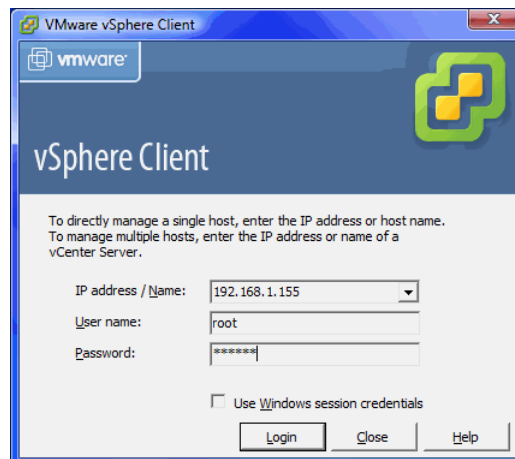 VMware vSphere Client
vmware
vSphere Client
To directly manage a single host, enter the IP address or host name.
To manage multiple hosts, enter the IP address or name of a
vCenter Server.
IP address / Name: 192.168.1.155
User name: root
Password: ******
Use Windows session credentials
Login Close Help